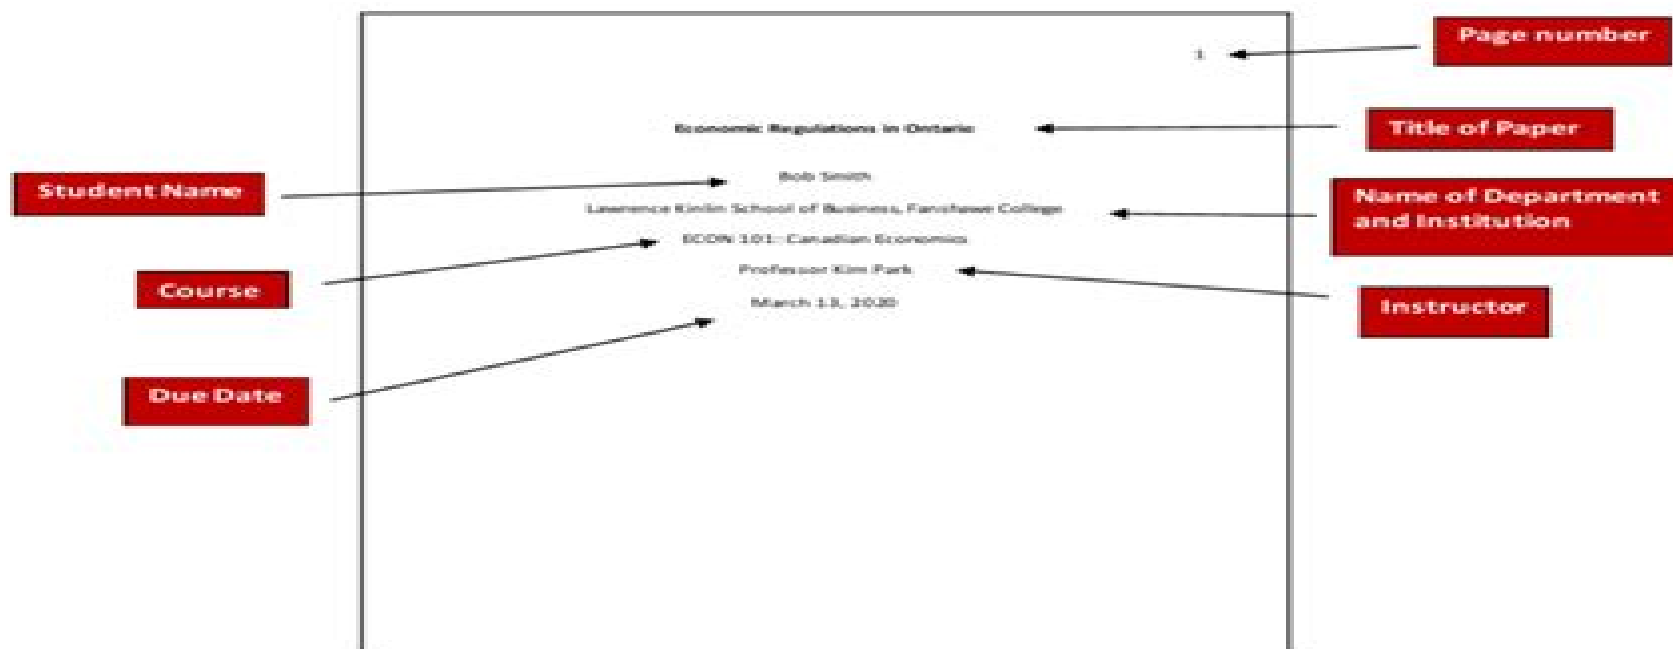 Page number
1
Title of Paper
Economic Regulations in Ontario
Student Name
Bob Smith
Name of Department
and Institution
Lawrence Kinlin School of Business, Fanshawe College
Course
ECON 101: Canadian Economics
Professor Kim Park
Instructor
March 13, 2020
Due Date